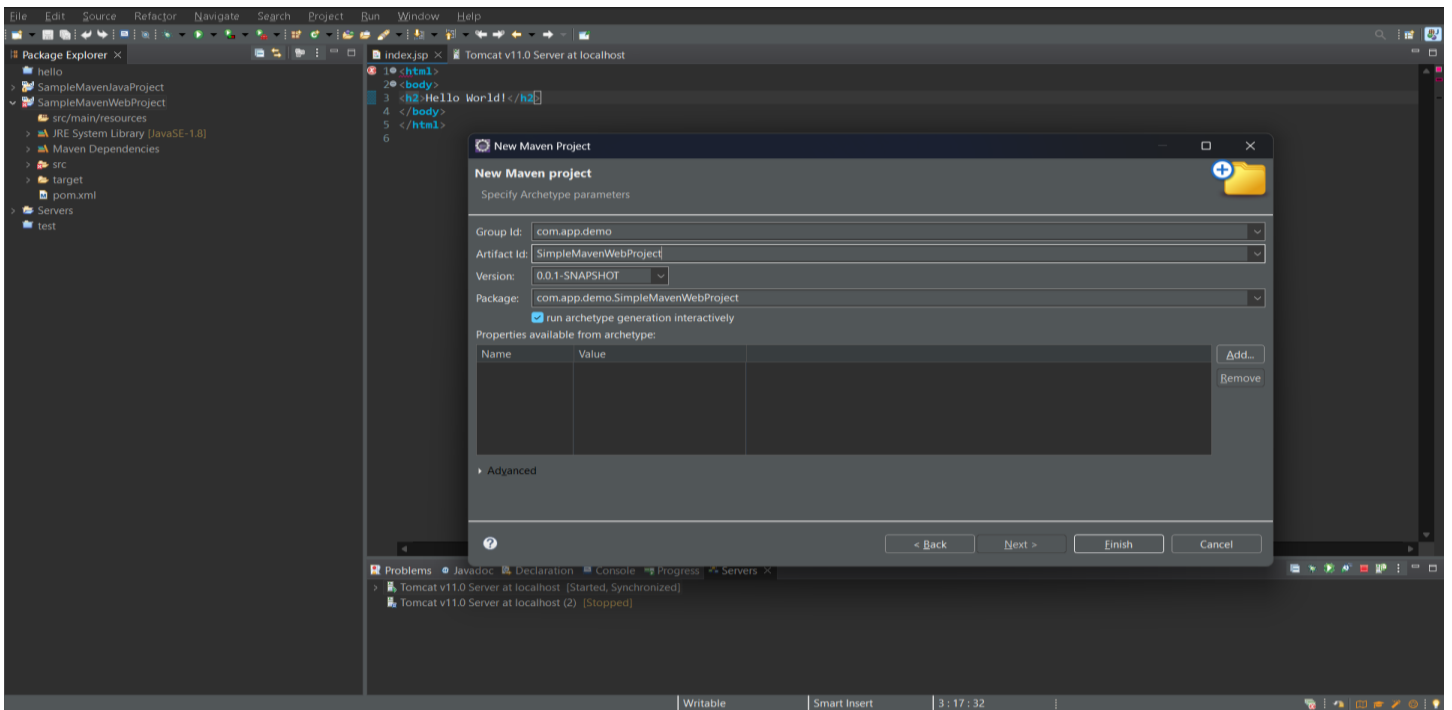 File Edit Source Refactor Navigate Search Project Run Window Help
Package Explorer
hello
SampleMavenJavaProject
SampleMavenWebProject
src/main/resources
JRE System Library [JavaSE-1.8]
Maven Dependencies
src
target
pom.xml
Servers
test
index.jsp Tomcat v11.0 Server at localhost
1 <html>
2 <body>
3 <h2>Hello World!</h2>
4 </body>
5 </html>
6
New Maven Project
New Maven project
Specify Archetype parameters
Group Id: com.app.demo
Artifact Id: SimpleMavenWebProject
Version: 0.0.1-SNAPSHOT
Package: com.app.demo.SimpleMavenWebProject
run archetype generation interactively
Properties available from archetype:
Name Value
Add...
Remove
Advanced
? < Back Next > Finish Cancel
Problems Javadoc Declaration Console Progress Servers
Tomcat v11.0 Server at localhost [Started, Synchronized]
Tomcat v11.0 Server at localhost (2) [Stopped]
Writable Smart Insert 3 : 17 : 32